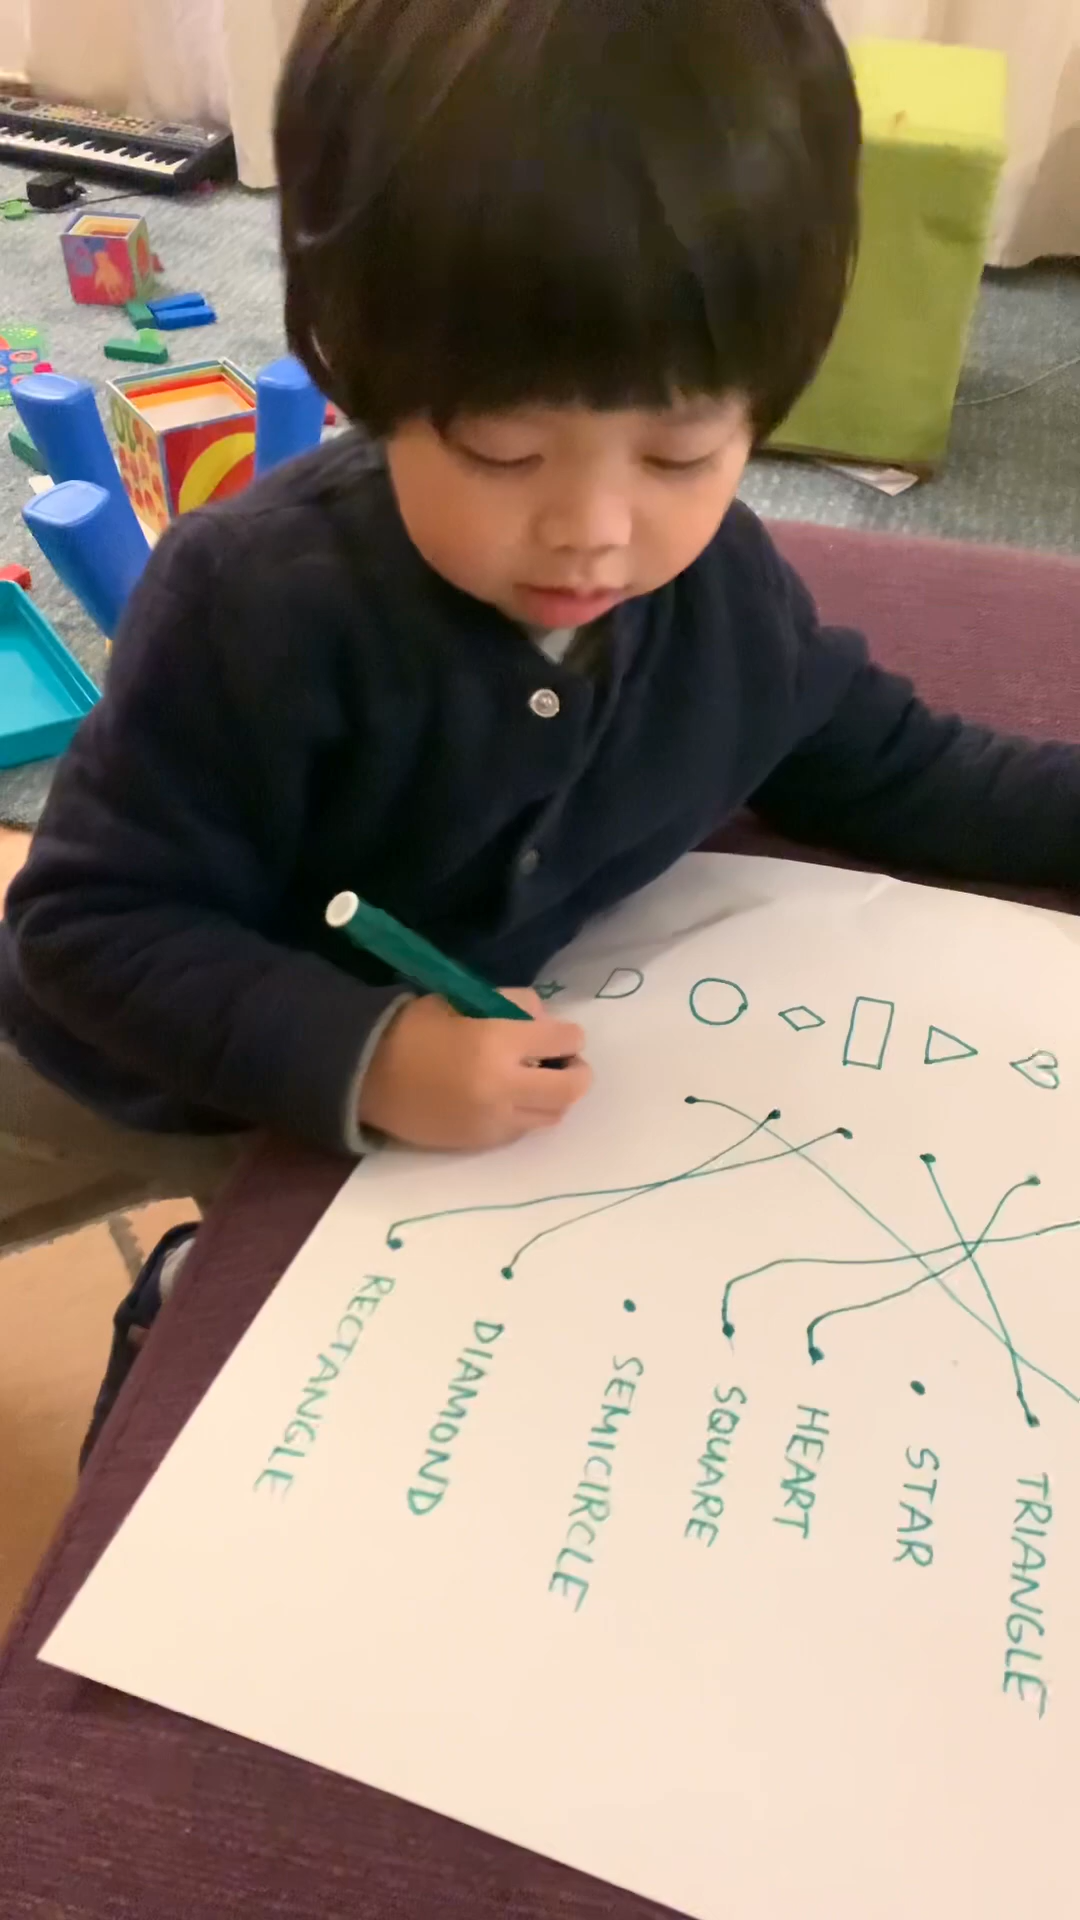 TRIANGLE
STAR
HEART
SQUARE
SEMICIRCLE
DIAMOND
RECTANGLE